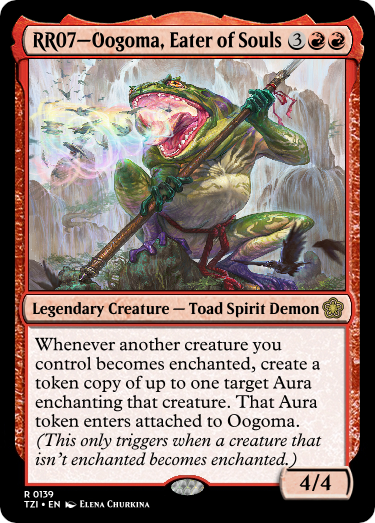 RR07—Oogoma, Eater of Souls 3
Legendary Creature — Toad Spirit Demon
Whenever another creature you
control becomes enchanted, create a
token copy of up to one target Aura
enchanting that creature. That Aura
token enters attached to Oogoma.
(This only triggers when a creature that
isn't enchanted becomes enchanted.)
4/4
R 0139
TZI • EN Elena Churkina